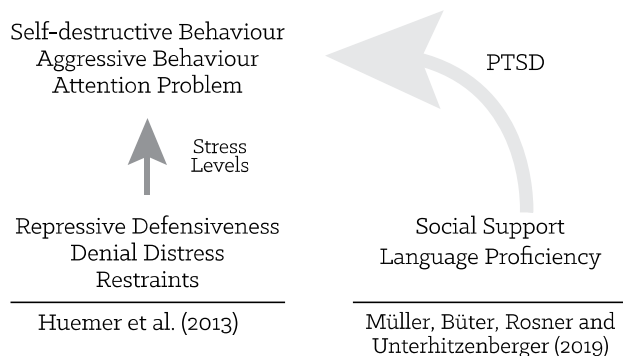 Self-destructive Behaviour
Aggressive Behaviour
Attention Problem
PTSD
Stress
Levels
Repressive Defensiveness
Denial Distress
Restraints
Social Support
Language Proficiency
Huemer et al. (2013)
Müller, Büter, Rosner and
Unterhitzenberger (2019)